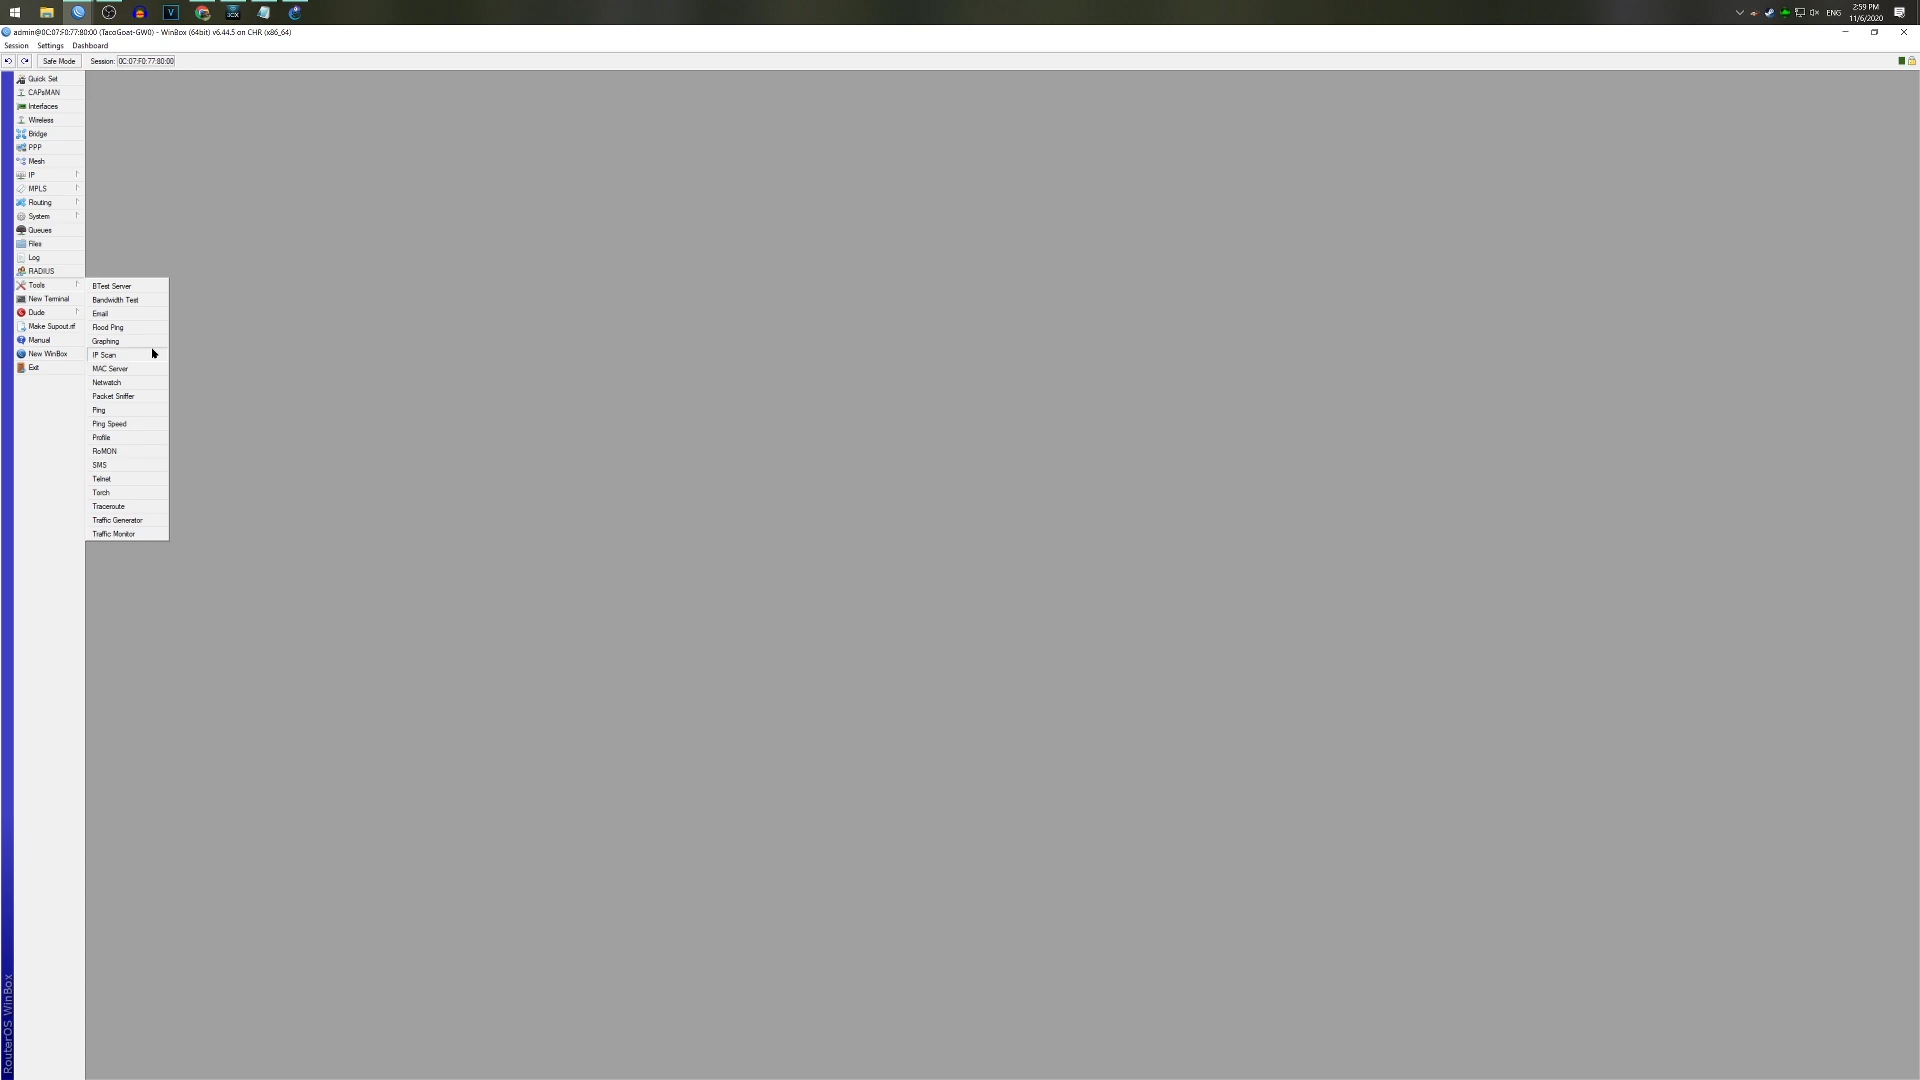 2:59 PM
ENG
11/6/2020
V
3CX
admin@0C:07:F0:77:80:00 (TacoGoat-GW0) - WinBox (64bit) v6.44.5 on CHR (x86_64)
Session Settings Dashboard
Safe Mode Session: 0C:07:F0:77:80:00
Quick Set
CAPsMAN
Interfaces
Wireless
Bridge
PPP
Mesh
IP
MPLS
Routing
System
Queues
Files
Log
RADIUS
Tools
New Terminal
Dude
Make Supout.rif
Manual
New WinBox
Exit
BTest Server
Bandwidth Test
Email
Flood Ping
Graphing
IP Scan
MAC Server
Netwatch
Packet Sniffer
Ping
Ping Speed
Profile
RoMON
SMS
Telnet
Torch
Traceroute
Traffic Generator
Traffic Monitor
RouterOS WinBox